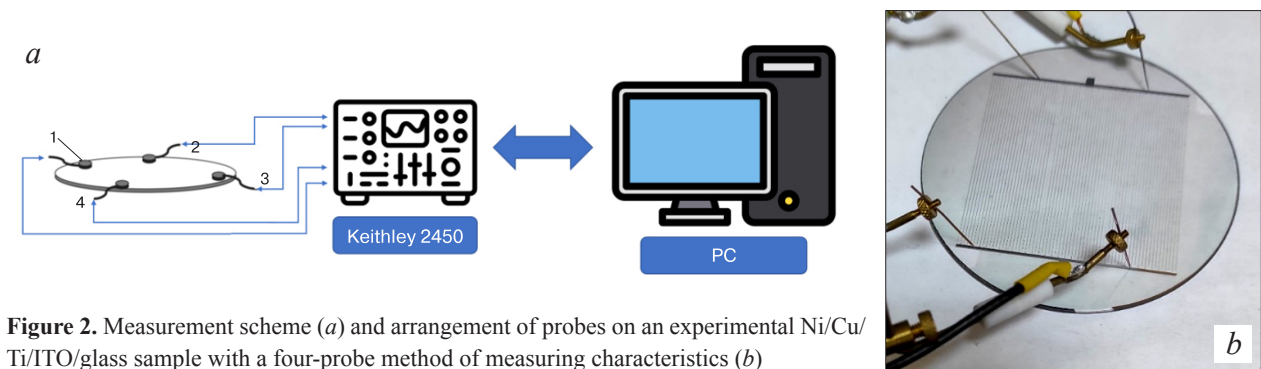 a
1
2
3
4
Keithley 2450
PC
b
Figure 2. Measurement scheme (a) and arrangement of probes on an experimental Ni/Cu/
Ti/ITO/glass sample with a four-probe method of measuring characteristics (b)